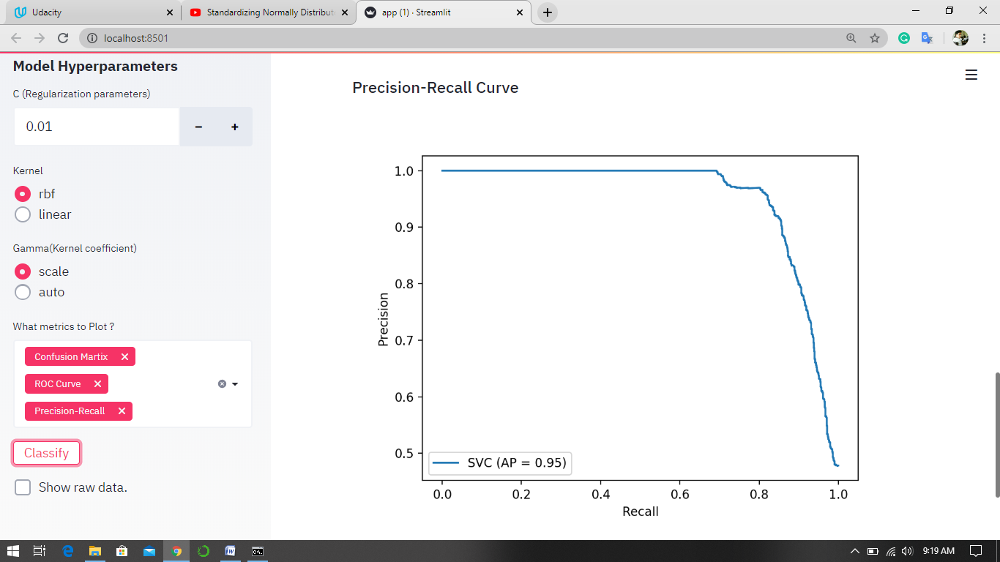 Udacity
Standardizing Normally Distribut
app (1) · Streamlit
localhost:8501
Model Hyperparameters
C (Regularization parameters)
0.01
Kernel
rbf
linear
Gamma(Kernel coefficient)
scale
auto
What metrics to Plot ?
Confusion Martix
ROC Curve
Precision-Recall
Classify
Show raw data.
Precision-Recall Curve
1.0
0.9
0.8
0.7
0.6
0.5
Precision
SVC (AP = 0.95)
0.0 0.2 0.4 0.6 0.8 1.0
Recall
9:19 AM